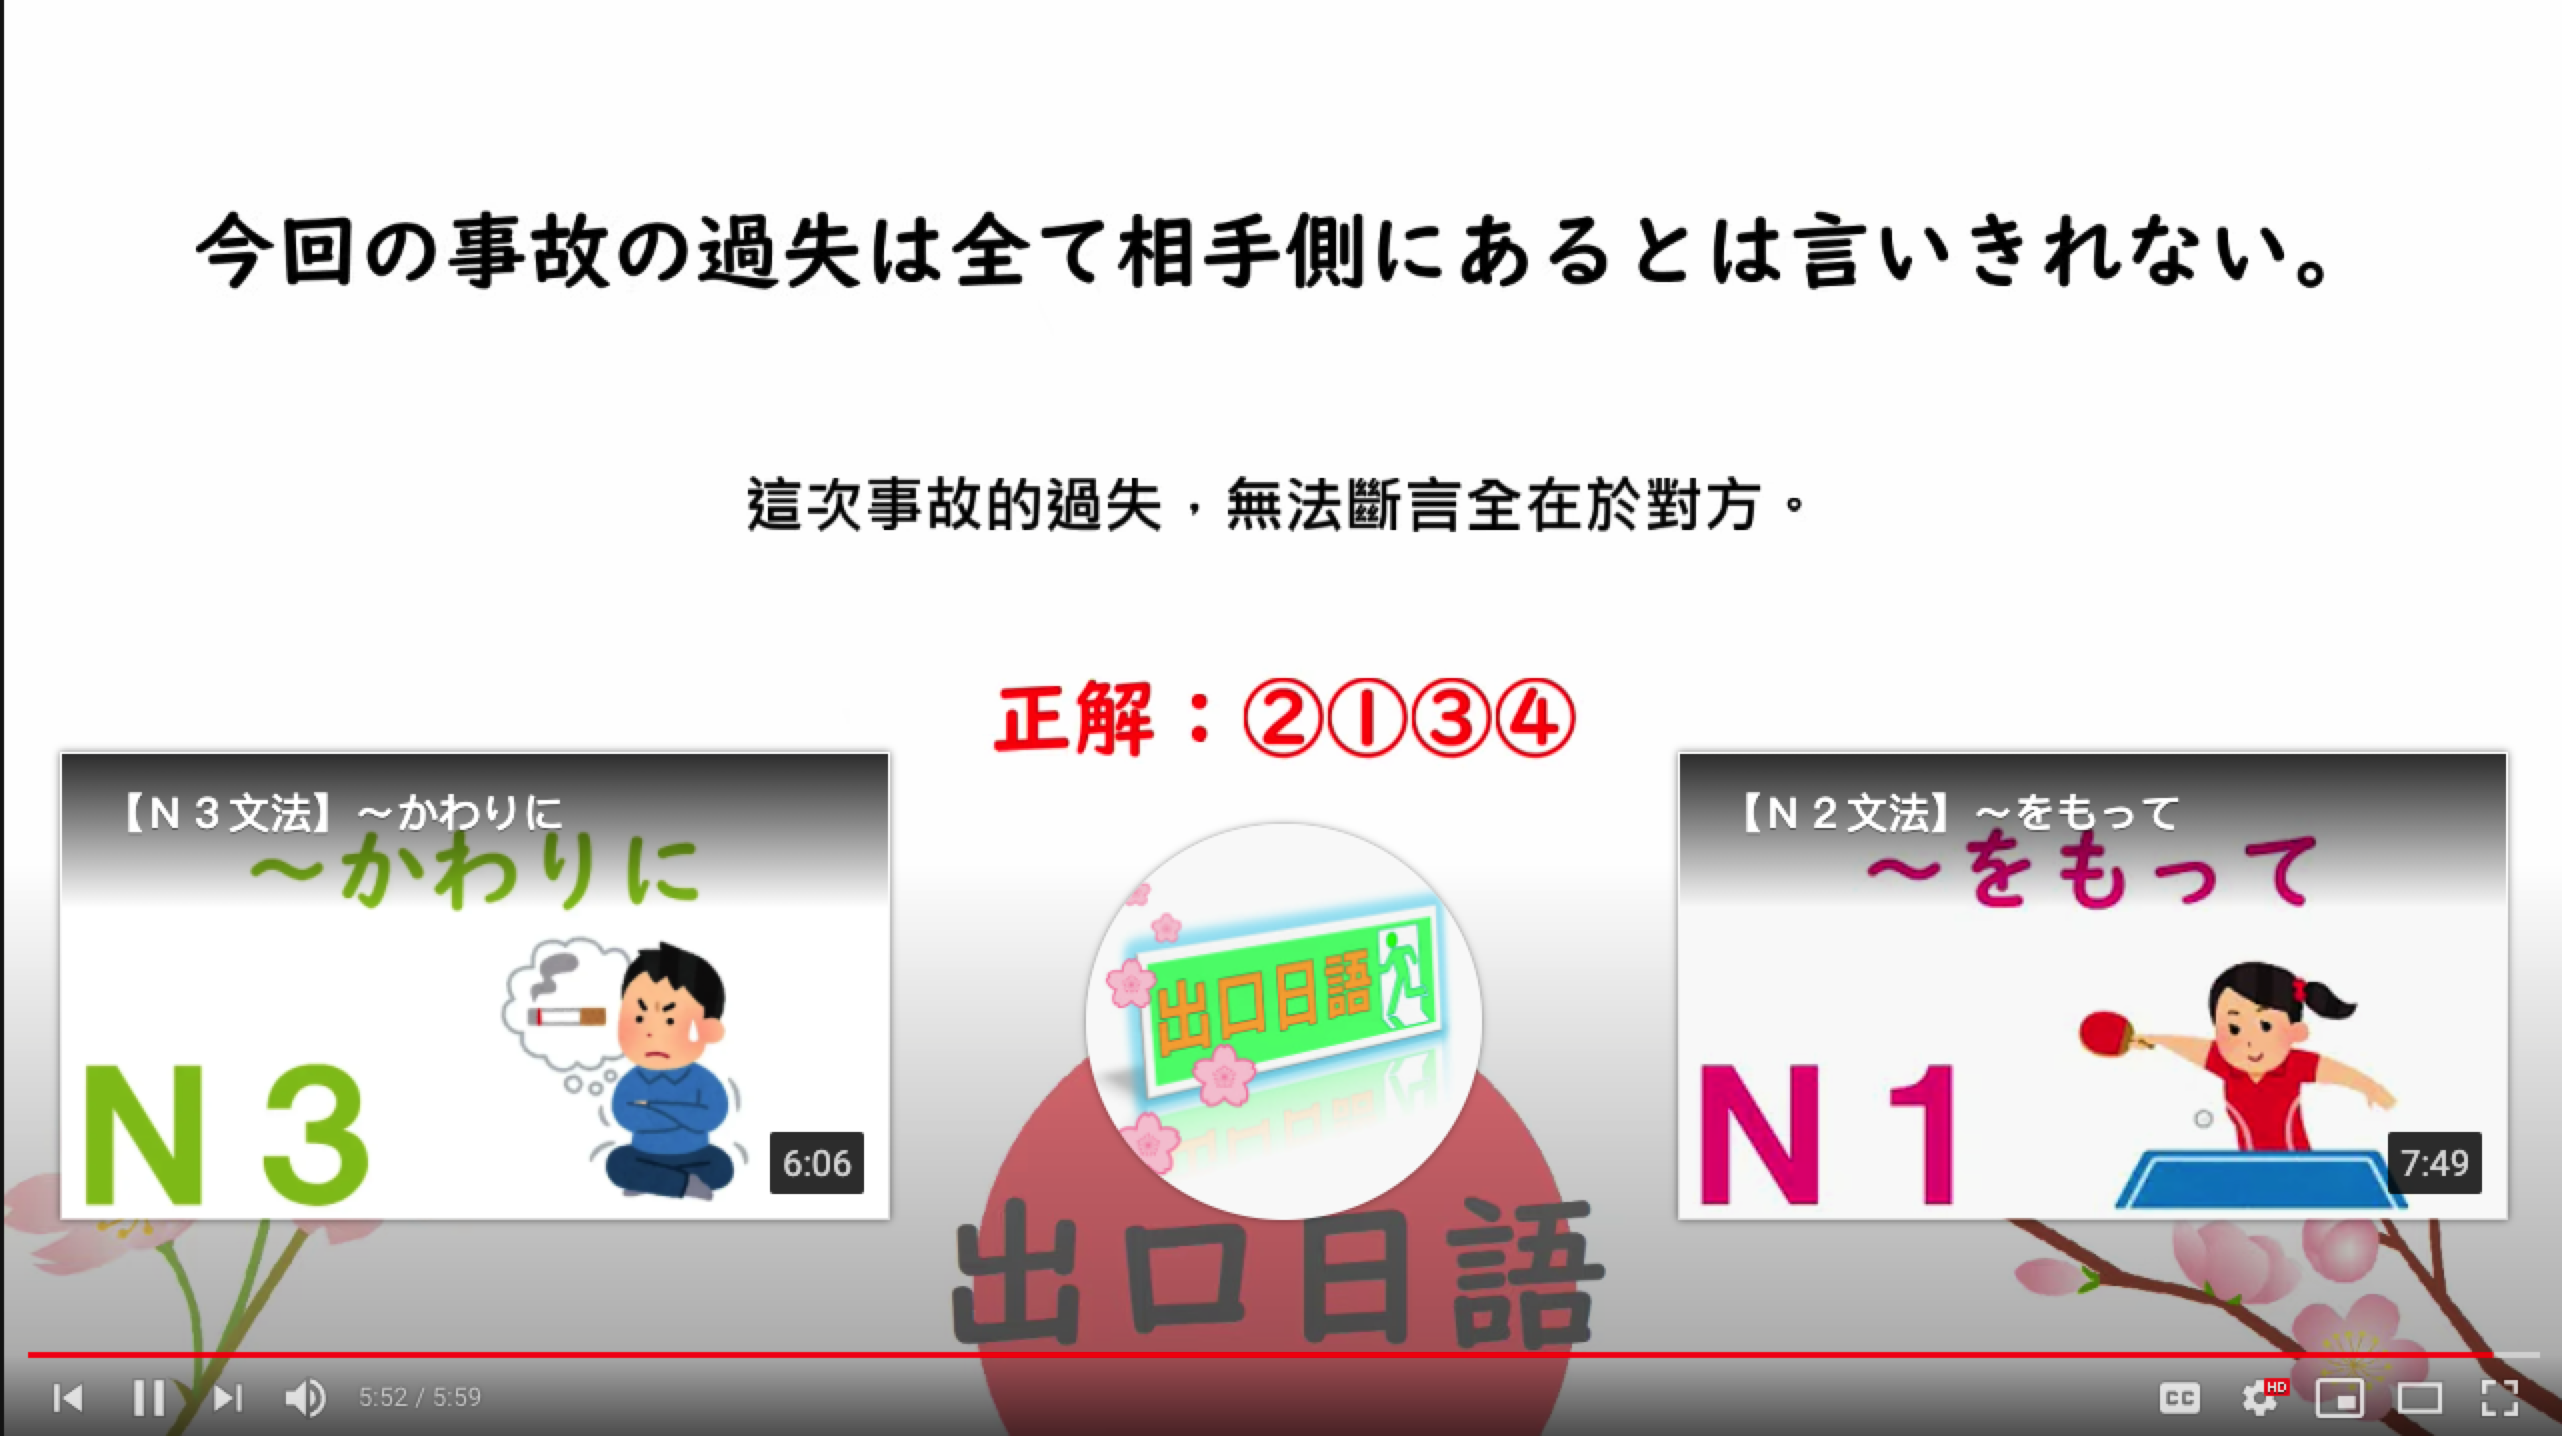 今回の事故の過失は全て相手側にあるとは言いきれない。
這次事故的過失，無法斷言全在於對方。
正解：②①③④
【N３文法】～かわりに
～かわりに
N3
6:06
出口日語
出口日語
【N２文法】～をもって
～をもって
N1
7:49
5:52 / 5:59
CC
HD